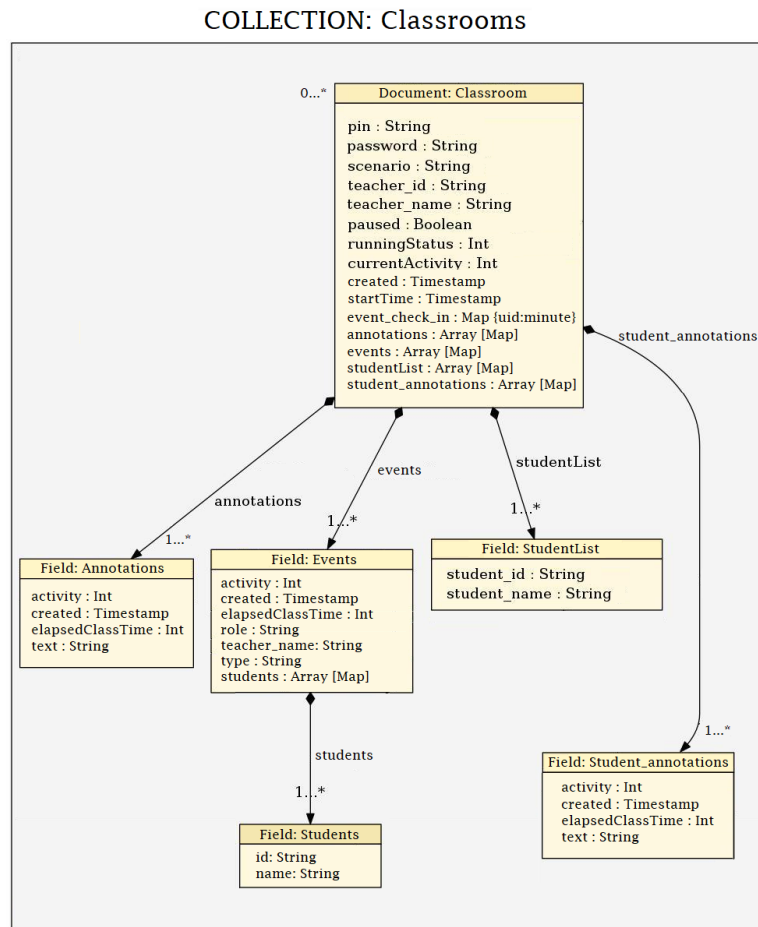 COLLECTION: Classrooms
0...*
Document: Classroom
pin : String
password : String
scenario : String
teacher_id : String
teacher_name : String
paused : Boolean
runningStatus : Int
currentActivity : Int
created : Timestamp
startTime : Timestamp
event_check_in : Map {uid:minute}
annotations : Array [Map]
events : Array [Map]
studentList : Array [Map]
student_annotations : Array [Map]
student_annotations
studentList
events
annotations
1...*
1...*
1...*
Field: Annotations
activity : Int
created : Timestamp
elapsedClassTime : Int
text : String
Field: Events
activity : Int
created : Timestamp
elapsedClassTime : Int
role : String
teacher_name: String
type : String
students : Array [Map]
Field: StudentList
student_id : String
student_name : String
students
1...*
Field: Students
id: String
name: String
1...*
Field: Student_annotations
activity : Int
created : Timestamp
elapsedClassTime : Int
text : String